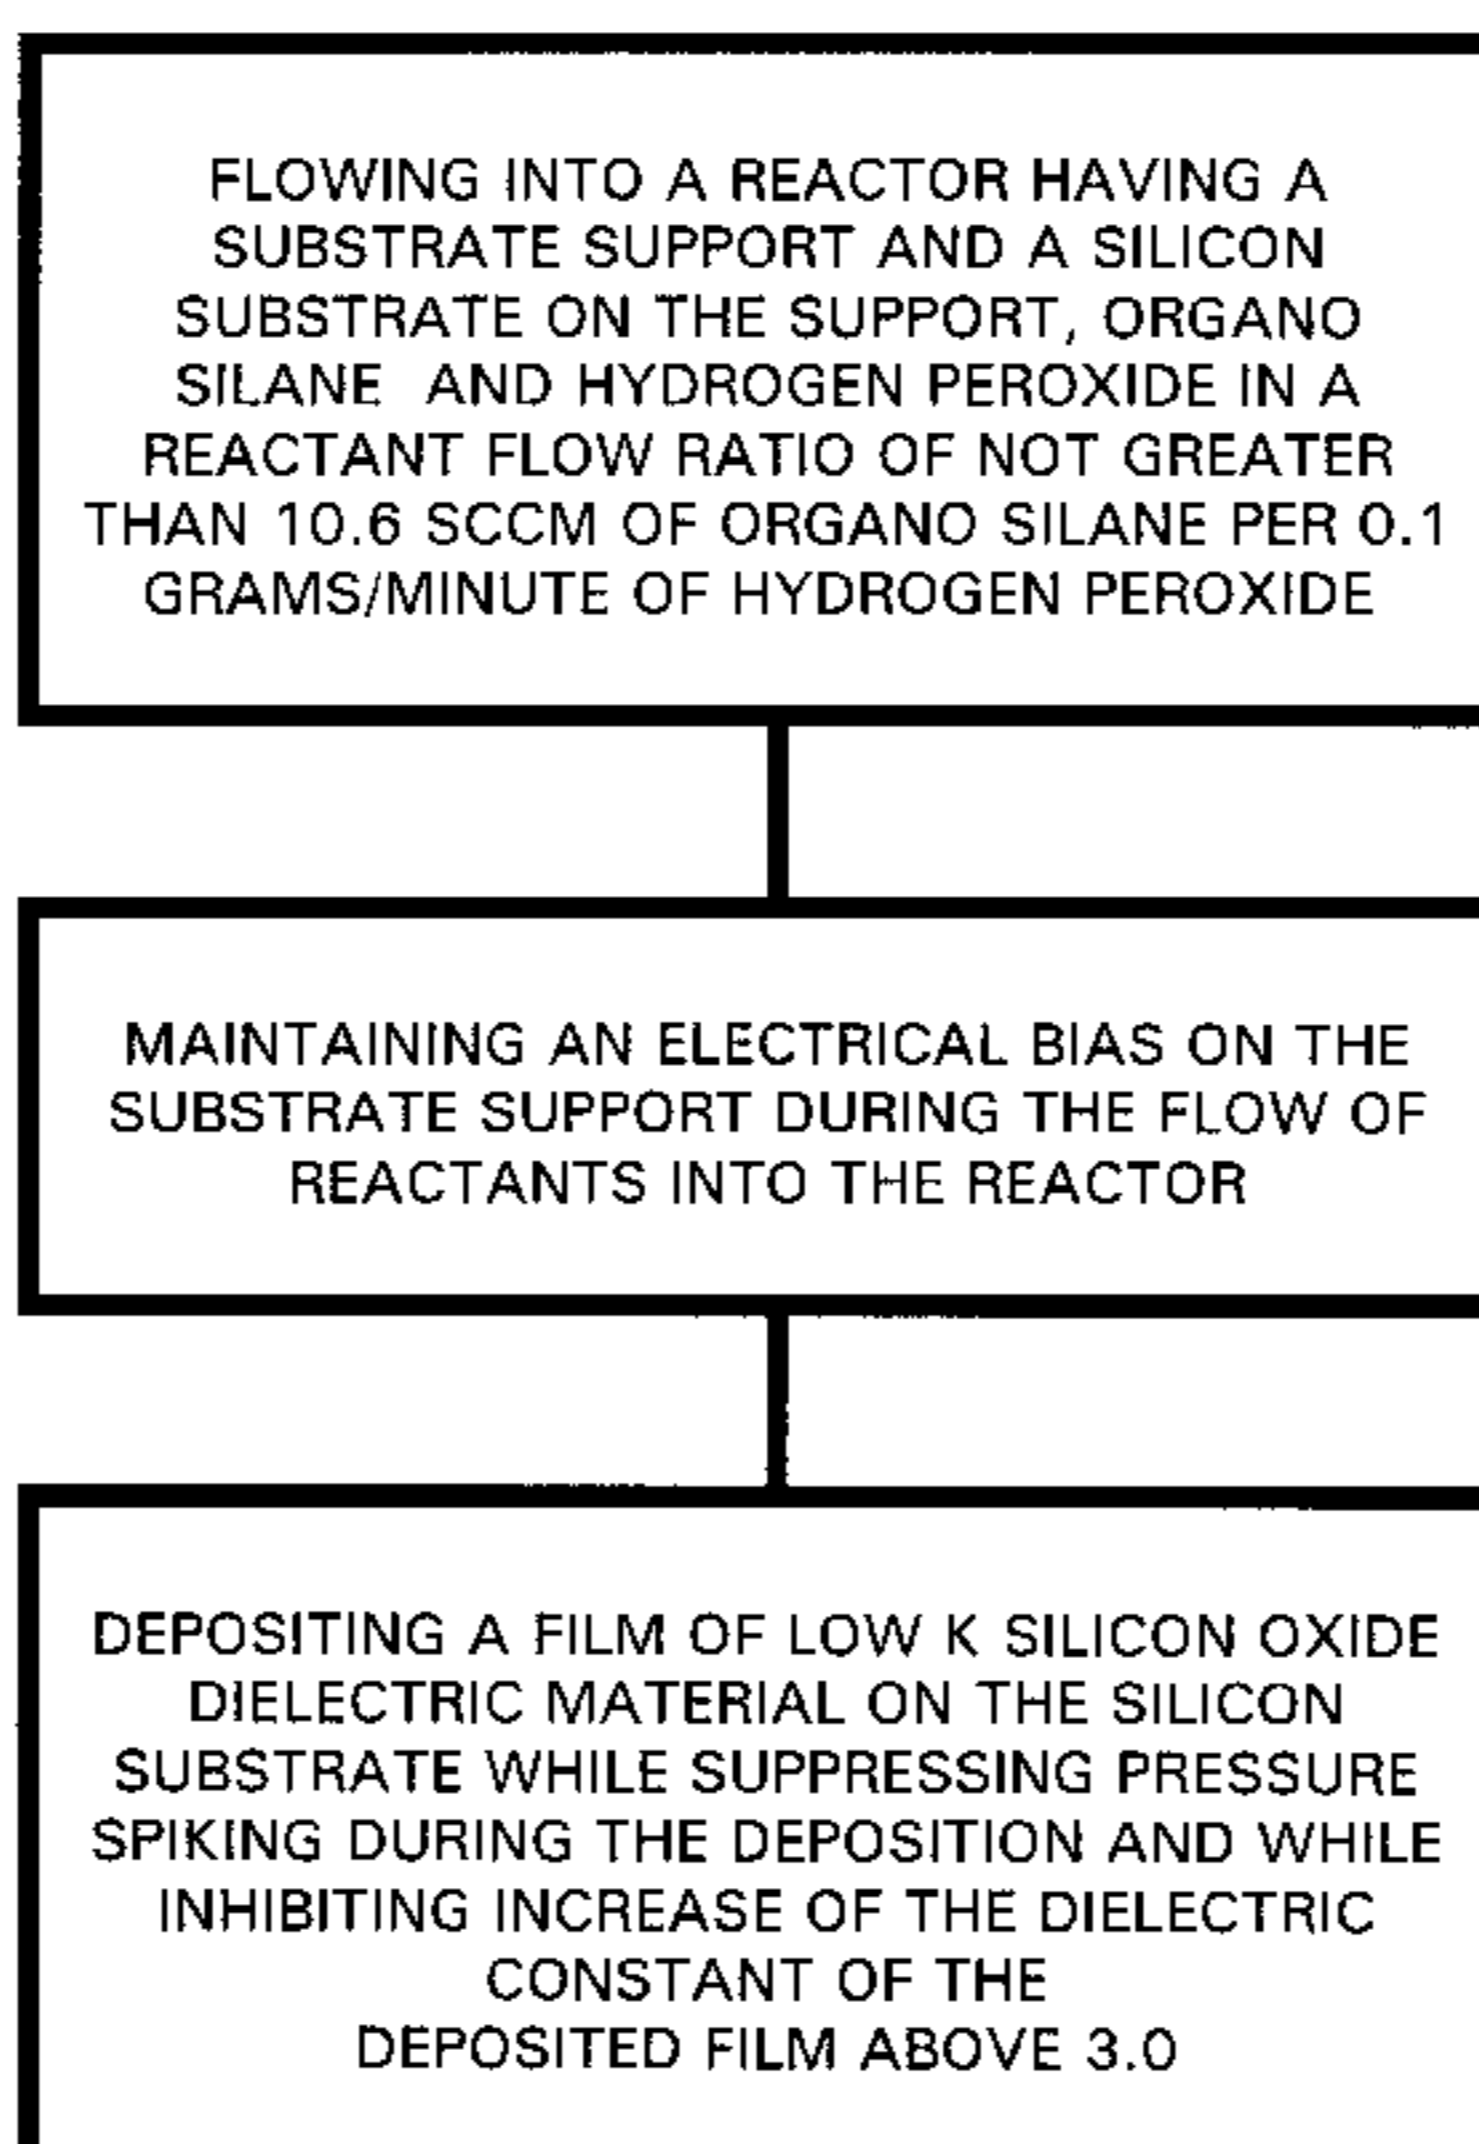 FLOWING INTO A REACTOR HAVING A
SUBSTRATE SUPPORT AND A SILICON
SUBSTRATE ON THE SUPPORT, ORGANO
SILANE AND HYDROGEN PEROXIDE IN A
REACTANT FLOW RATIO OF NOT GREATER
THAN 10.6 SCCM OF ORGANO SILANE PER 0.1
GRAMS/MINUTE OF HYDROGEN PEROXIDE
MAINTAINING AN ELECTRICAL BIAS ON THE
SUBSTRATE SUPPORT DURING THE FLOW OF
REACTANTS INTO THE REACTOR
DEPOSITING A FILM OF LOW K SILICON OXIDE
DIELECTRIC MATERIAL ON THE SILICON
SUBSTRATE WHILE SUPPRESSING PRESSURE
SPIKING DURING THE DEPOSITION AND WHILE
INHIBITING INCREASE OF THE DIELECTRIC
CONSTANT OF THE
DEPOSITED FILM ABOVE 3.0